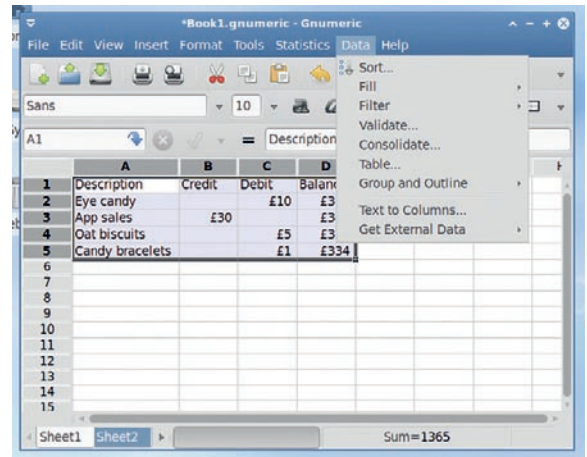 *Book1.gnumeric - Gnumeric
File Edit View Insert Format Tools Statistics Data Help
Sort...
Fill
Filter
Validate...
Consolidate...
Table...
Group and Outline
Text to Columns...
Get External Data
Sans 10
A1 = Description
A B C D
1 Description Credit Debit
2 Eye candy £10
3 App sales £30
4 Oat biscuits £5
5 Candy bracelets £1 £334
6
7
8
9
10
11
12
13
14
15
Sheet1 Sheet2 Sum=1365